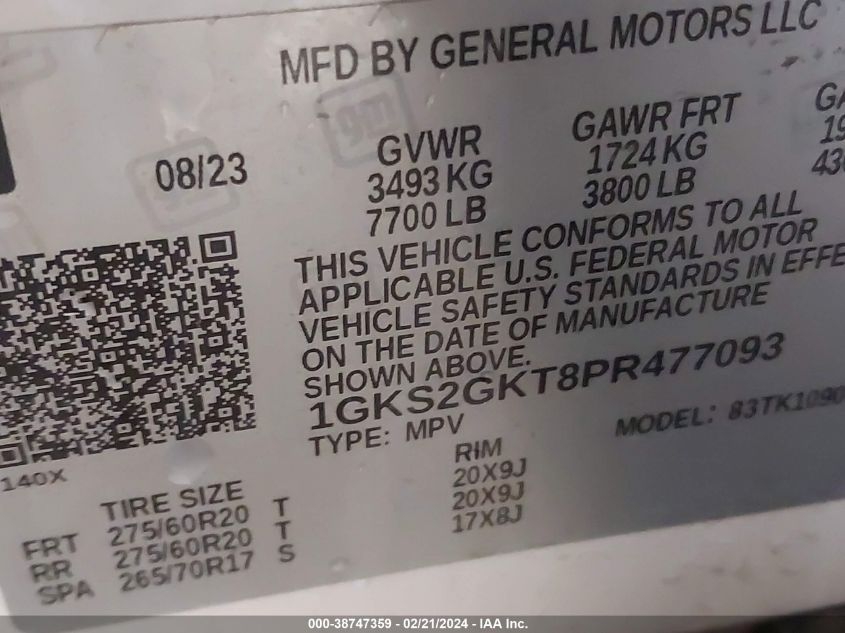 MFD BY GENERAL MOTORS LLC
08/23
GVWR
3493 KG
7700 LB
GAWR FRT
1724 KG
3800 LB
THIS VEHICLE CONFORMS TO ALL
APPLICABLE U.S. FEDERAL MOTOR
VEHICLE SAFETY STANDARDS IN EFFE
ON THE DATE OF MANUFACTURE
SHOWN ABOVE.
1GKS2GKT8PR477093
TYPE: MPV
MODEL: 83TK1090
140X
TIRE SIZE
RIM
FRT 275/60R20 T 20X9J
RR 275/60R20 T 20X9J
SPA 265/70R17 S 17X8J
gm
000-38747359 - 02/21/2024 - IAA Inc.